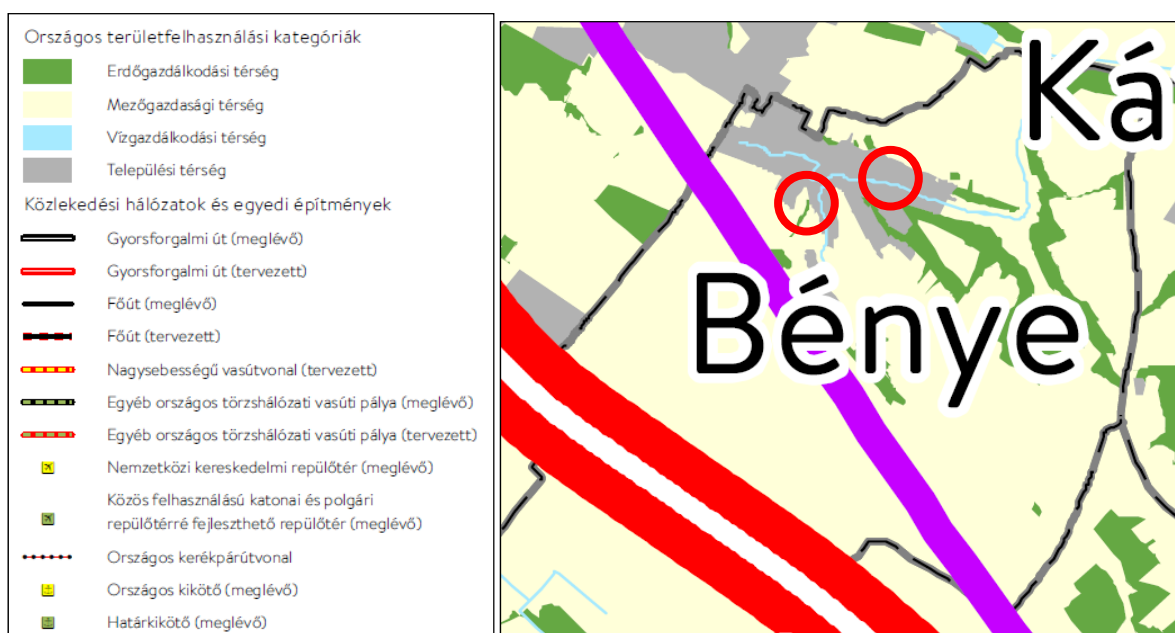 Országos területfelhasználási kategóriák
Erdőgazdálkodási térség
Mezőgazdasági térség
Vízgazdálkodási térség
Települési térség
Közlekedési hálózatok és egyedi építmények
Gyorsforgalmi út (meglévő)
Gyorsforgalmi út (tervezett)
Főút (meglévő)
Főút (tervezett)
Nagysebességű vasútvonal (tervezett)
Egyéb országos törzshálózati vasúti pálya (meglévő)
Egyéb országos törzshálózati vasúti pálya (tervezett)
Nemzetközi kereskedelmi repülőtér (meglévő)
Közös felhasználású katonai és polgári
repülőtérré fejleszthető repülőtér (meglévő)
Országos kerékpárútvonal
Országos kikötő (meglévő)
Határkikötő (meglévő)
Ká
Bénye